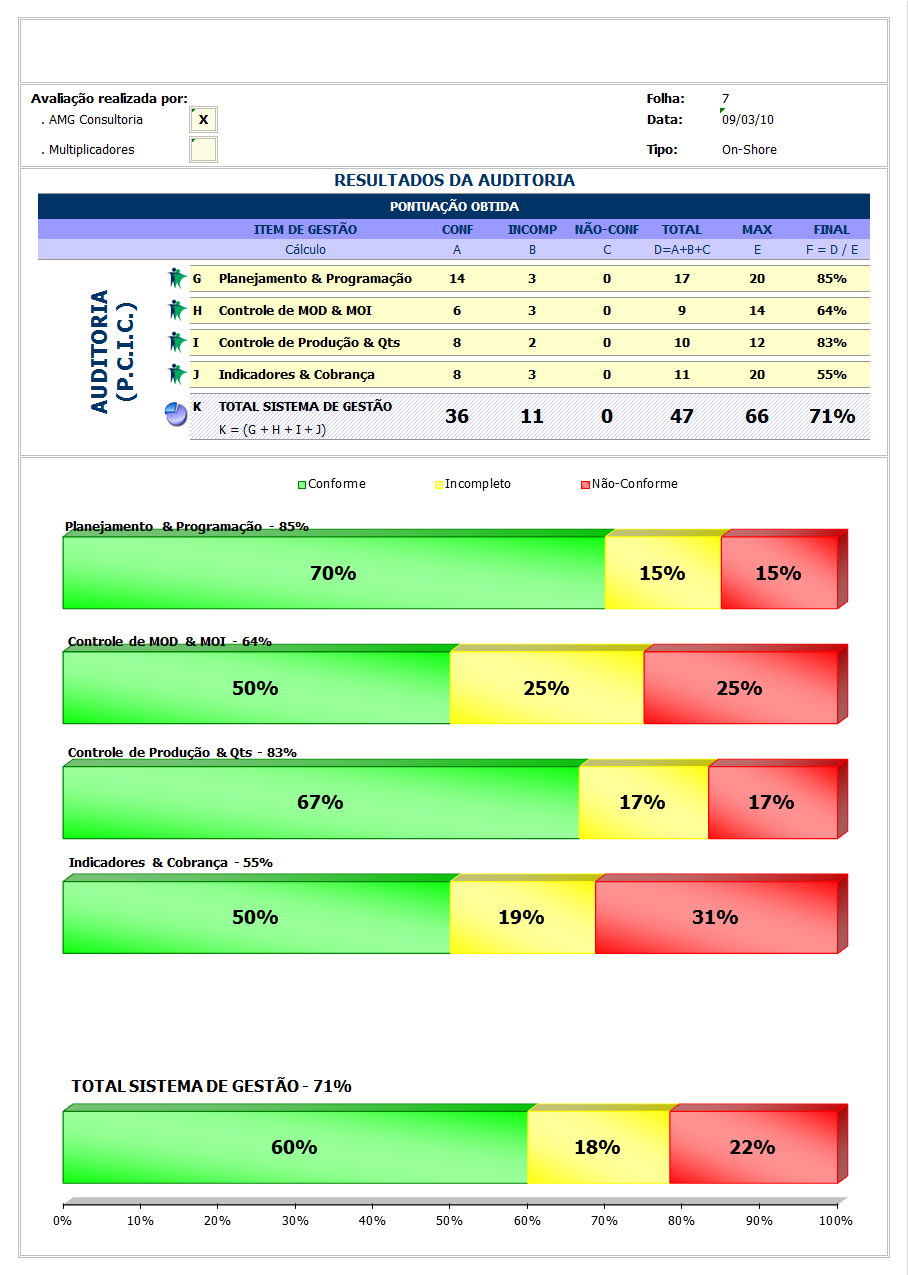 Avaliação realizada por:
Folha: 7
. AMG Consultoria X
Data: 09/03/10
. Multiplicadores
Tipo: On-Shore
RESULTADOS DA AUDITORIA
PONTUAÇÃO OBTIDA
ITEM DE GESTÃO CONF INCOMP NÃO-CONF TOTAL MAX FINAL
Cálculo A B C D=A+B+C E F = D / E
AUDITORIA
(P.C.I.C.)
G Planejamento & Programação 14 3 0 17 20 85%
H Controle de MOD & MOI 6 3 0 9 14 64%
I Controle de Produção & Qts 8 2 0 10 12 83%
J Indicadores & Cobrança 8 3 0 11 20 55%
K TOTAL SISTEMA DE GESTÃO 36 11 0 47 66 71%
K = (G + H + I + J)
Conforme Incompleto Não-Conforme
Planejamento & Programação - 85%
70% 15% 15%
Controle de MOD & MOI - 64%
50% 25% 25%
Controle de Produção & Qts - 83%
67% 17% 17%
Indicadores & Cobrança - 55%
50% 19% 31%
TOTAL SISTEMA DE GESTÃO - 71%
60% 18% 22%
0% 10% 20% 30% 40% 50% 60% 70% 80% 90% 100%